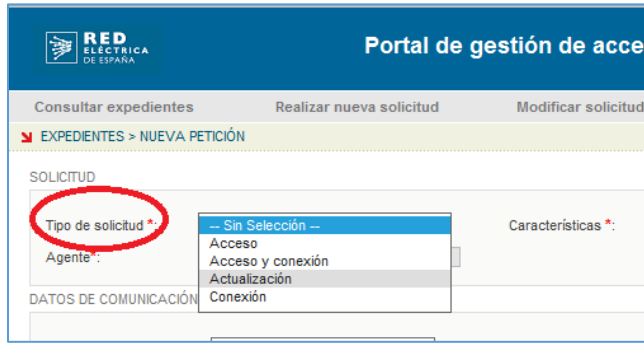 RED
ELÉCTRICA
DE ESPAÑA
Portal de gestión de acce
Consultar expedientes Realizar nueva solicitud Modificar solicitud
EXPEDIENTES > NUEVA PETICIÓN
SOLICITUD
Tipo de solicitud *: -- Sin Selección -- Características *:
Acceso
Agente*: Acceso y conexión
Actualización
DATOS DE COMUNICACIÓN Conexión